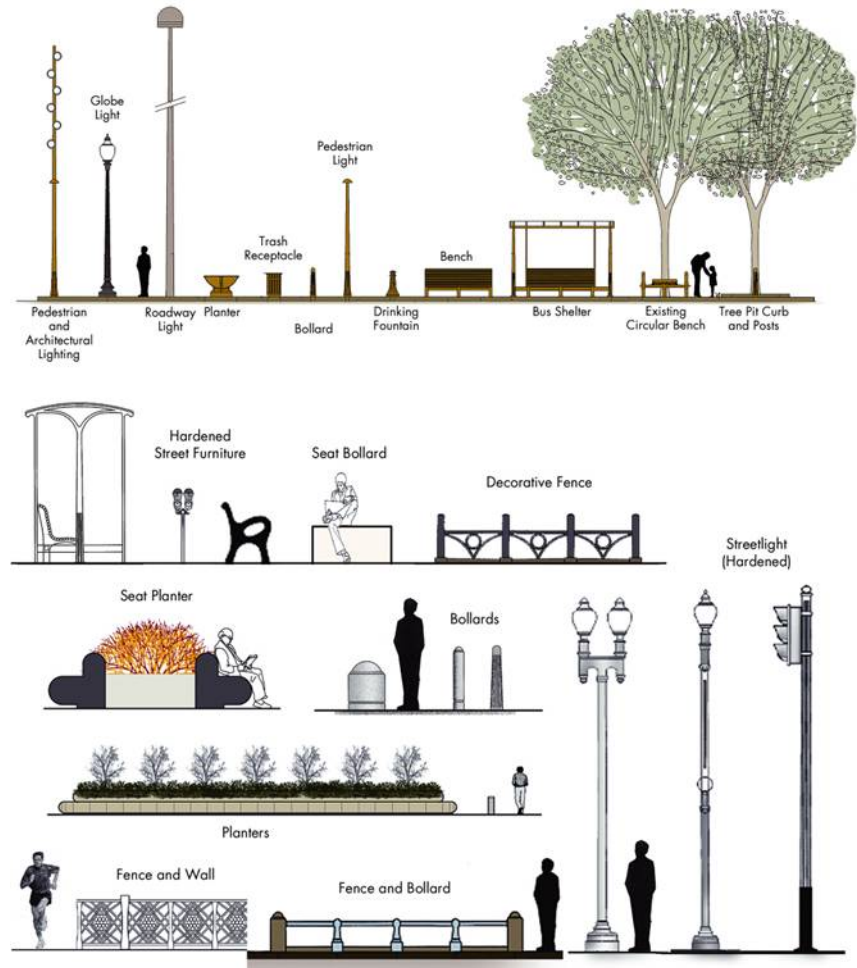 Globe
Light
Pedestrian
Light
Trash
Receptacle
Bench
Pedestrian
and
Architectural
Lighting
Roadway
Light
Planter
Bollard
Drinking
Fountain
Bus Shelter
Existing
Circular Bench
Tree Pit Curb
and Posts
Hardened
Street Furniture
Seat Bollard
Decorative Fence
Streetlight
(Hardened)
Seat Planter
Bollards
Planters
Fence and Wall
Fence and Bollard